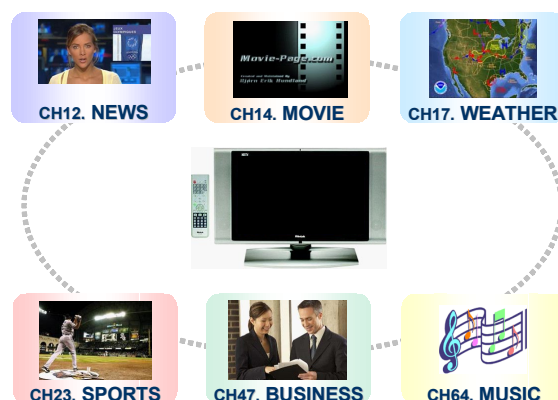 CH12. NEWS
Movie-Page.com
CH14. MOVIE
CH17. WEATHER
CH23. SPORTS
CH47. BUSINESS
CH64. MUSIC